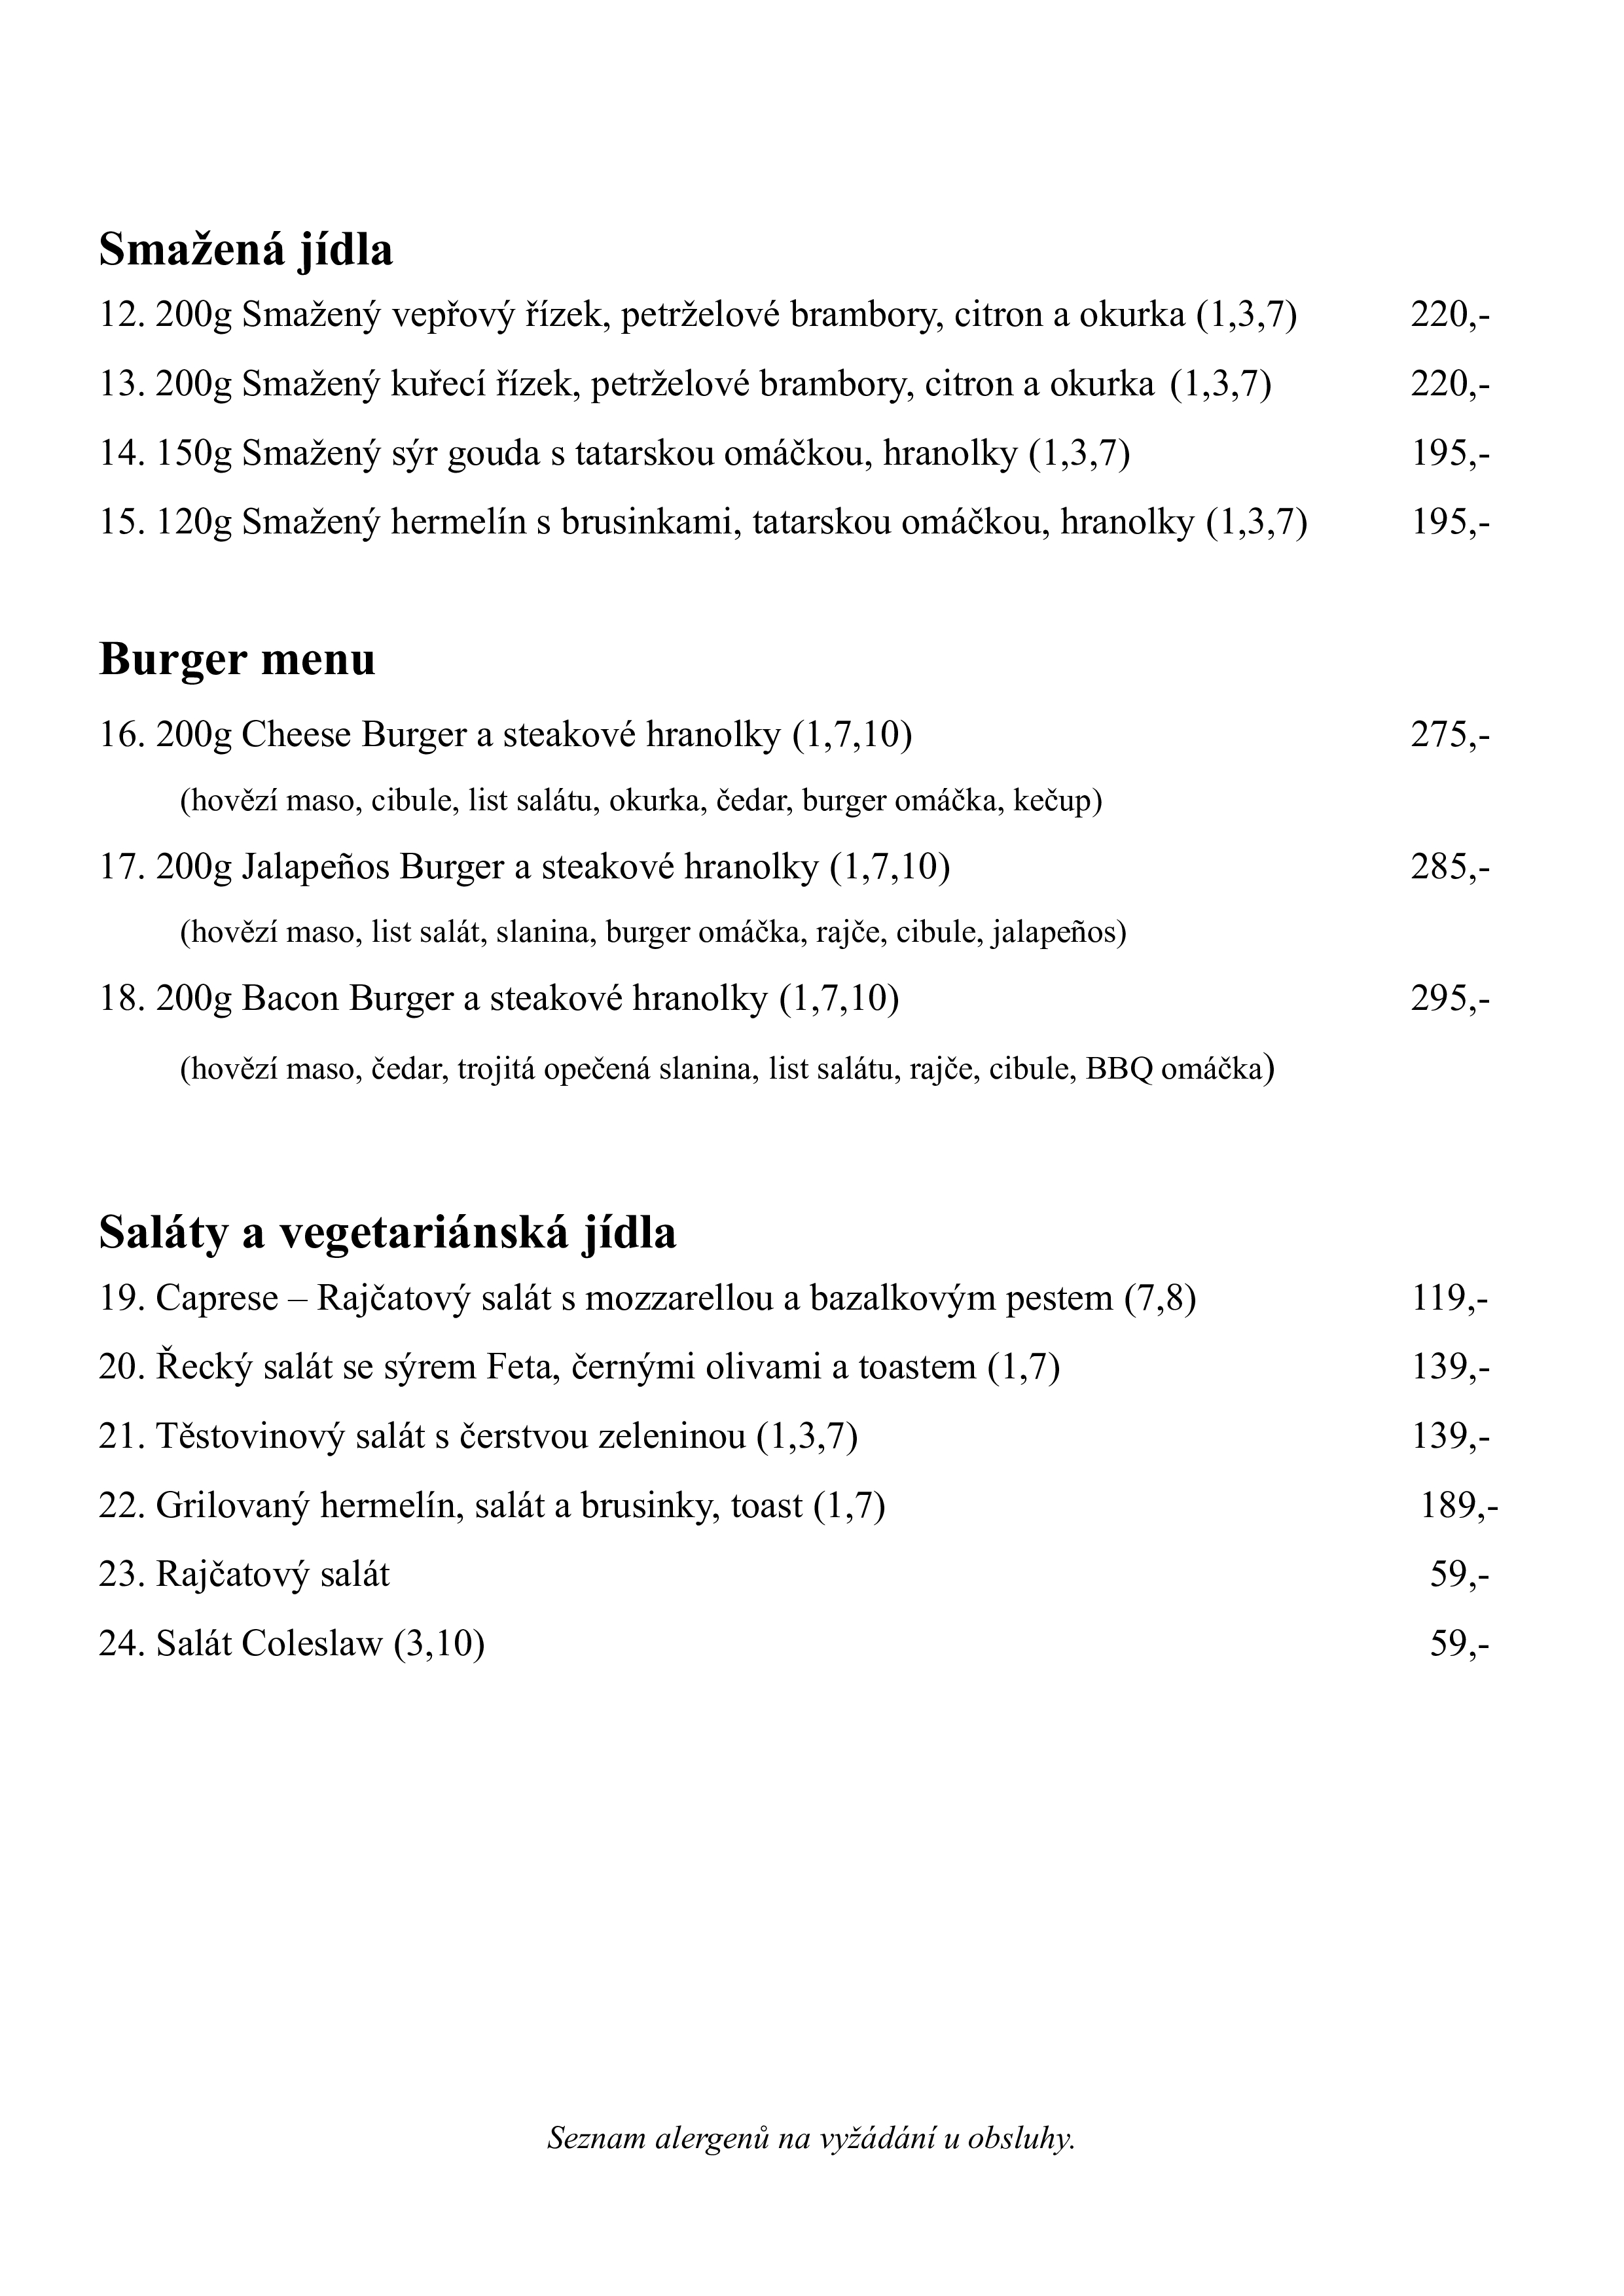 Smažená jídla
12. 200g Smažený vepřový řízek, petrželové brambory, citron a okurka (1,3,7) 220,-
13. 200g Smažený kuřecí řízek, petrželové brambory, citron a okurka (1,3,7) 220,-
14. 150g Smažený sýr gouda s tatarskou omáčkou, hranolky (1,3,7) 195,-
15. 120g Smažený hermelín s brusinkami, tatarskou omáčkou, hranolky (1,3,7) 195,-
Burger menu
16. 200g Cheese Burger a steakové hranolky (1,7,10) 275,-
(hovězí maso, cibule, list salátu, okurka, čedar, burger omáčka, kečup)
17. 200g Jalapeños Burger a steakové hranolky (1,7,10) 285,-
(hovězí maso, list salát, slanina, burger omáčka, rajče, cibule, jalapeños)
18. 200g Bacon Burger a steakové hranolky (1,7,10) 295,-
(hovězí maso, čedar, trojitá opečená slanina, list salátu, rajče, cibule, BBQ omáčka)
Saláty a vegetariánská jídla
19. Caprese – Rajčatový salát s mozzarellou a bazalkovým pestem (7,8) 119,-
20. Řecký salát se sýrem Feta, černými olivami a toastem (1,7) 139,-
21. Těstovinový salát s čerstvou zeleninou (1,3,7) 139,-
22. Grilovaný hermelín, salát a brusinky, toast (1,7) 189,-
23. Rajčatový salát 59,-
24. Salát Coleslaw (3,10) 59,-
Seznam alergenů na vyžádání u obsluhy.